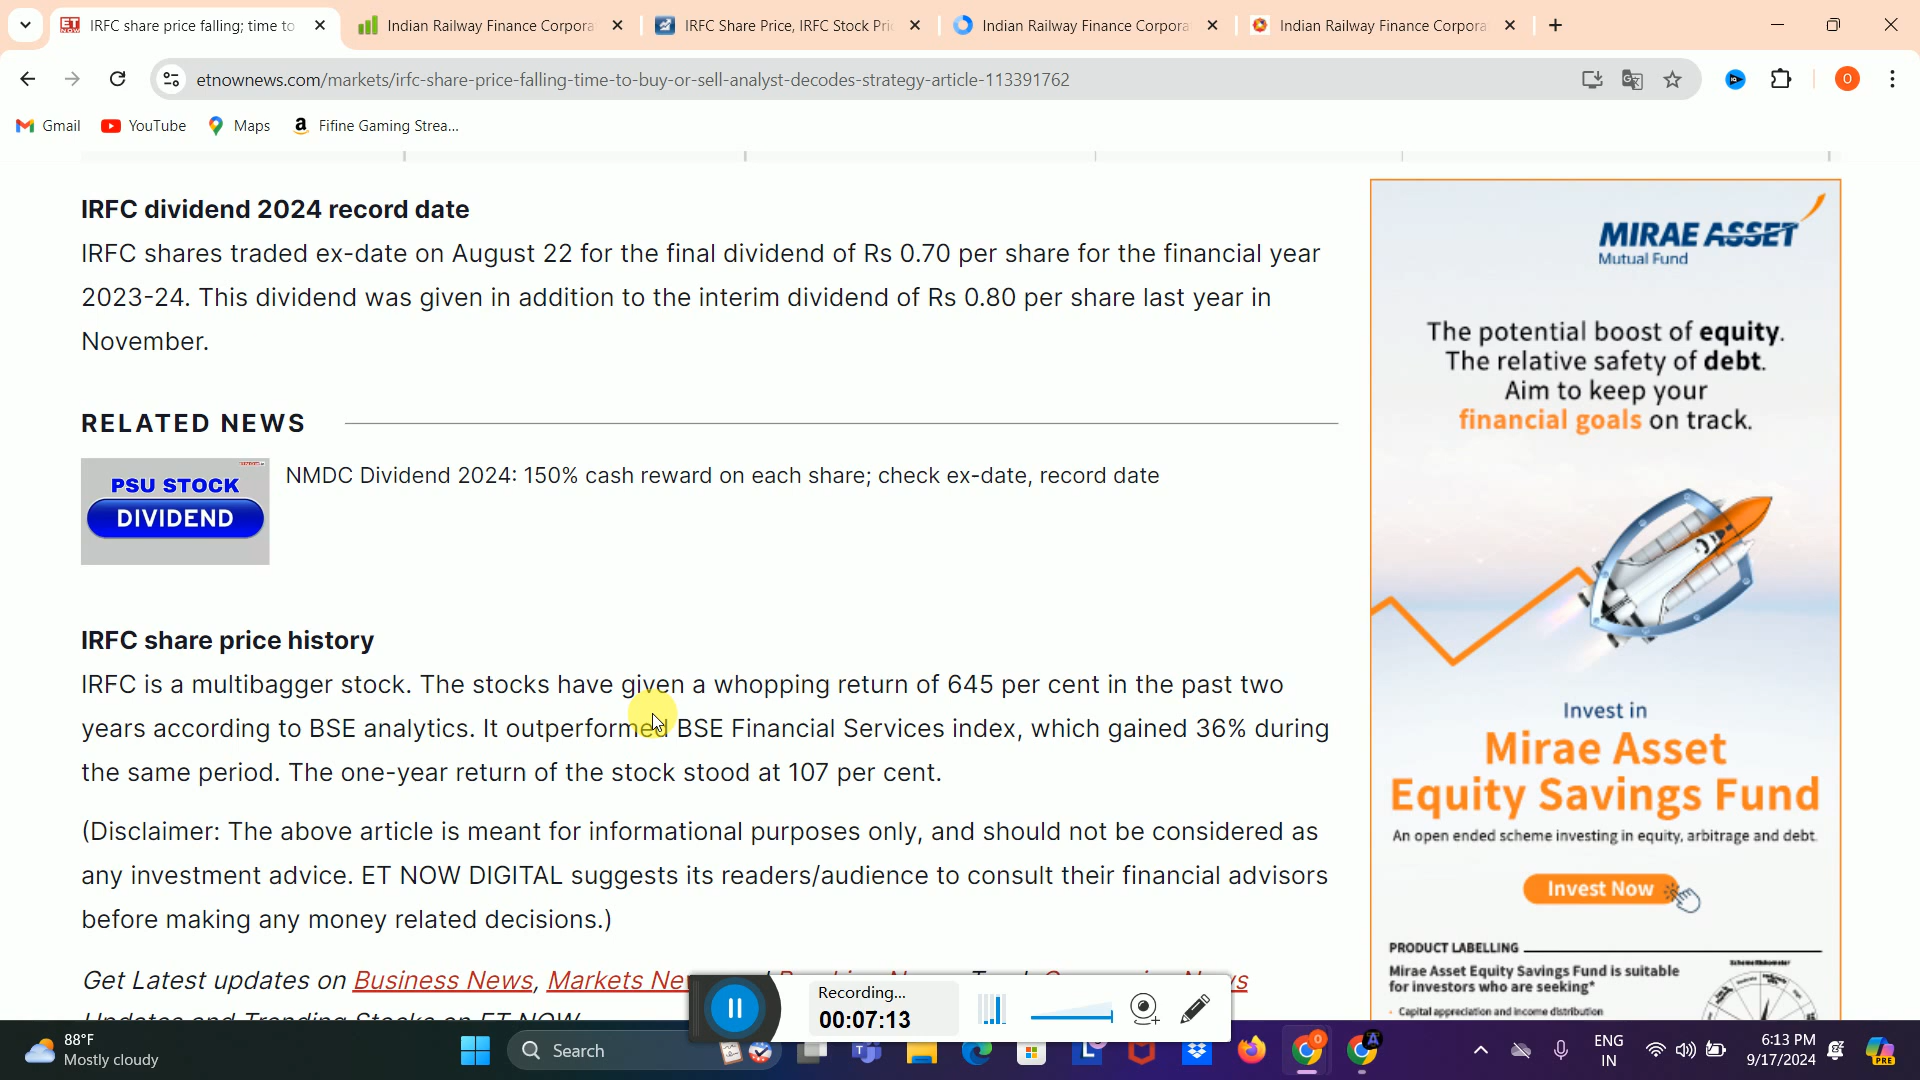 IRFC share price falling; time to
Indian Railway Finance Corpora
IRFC Share Price, IRFC Stock Pri
Indian Railway Finance Corpora
Indian Railway Finance Corpora
etnownews.com/markets/irfc-share-price-falling-time-to-buy-or-sell-analyst-decodes-strategy-article-113391762
O
Gmail
YouTube
Maps
Fifine Gaming Strea...
IRFC dividend 2024 record date
IRFC shares traded ex-date on August 22 for the final dividend of Rs 0.70 per share for the financial year
2023-24. This dividend was given in addition to the interim dividend of Rs 0.80 per share last year in
November.
RELATED NEWS
PSU STOCK
DIVIDEND
NMDC Dividend 2024: 150% cash reward on each share; check ex-date, record date
IRFC share price history
IRFC is a multibagger stock. The stocks have given a whopping return of 645 per cent in the past two
years according to BSE analytics. It outperformed BSE Financial Services index, which gained 36% during
the same period. The one-year return of the stock stood at 107 per cent.
(Disclaimer: The above article is meant for informational purposes only, and should not be considered as
any investment advice. ET NOW DIGITAL suggests its readers/audience to consult their financial advisors
before making any money related decisions.)
Get Latest updates on Business News, Markets Ne
MIRAE ASSET
Mutual Fund
The potential boost of equity.
The relative safety of debt.
Aim to keep your
financial goals on track.
Invest in
Mirae Asset
Equity Savings Fund
An open ended scheme investing in equity, arbitrage and debt.
Invest Now
PRODUCT LABELLING
Mirae Asset Equity Savings Fund is suitable
for investors who are seeking*
Capital appreciation and income distribution
Recording...
00:07:13
88°F
Mostly cloudy
Search
ENG
IN
6:13 PM
9/17/2024